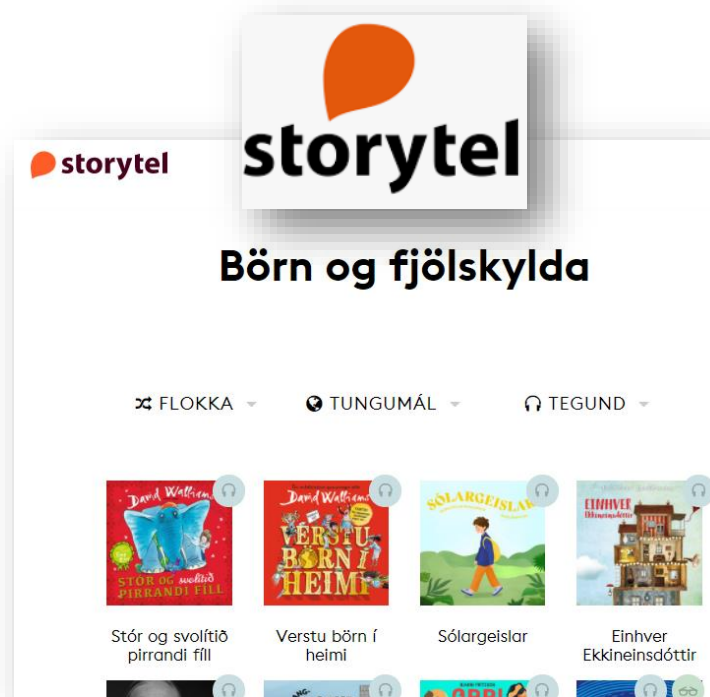 storytel
storytel
Börn og fjölskylda
FLOKKA
TUNGUMÁL
TEGUND
David Walliams
STÓR OG svolítið
PIRRANDI FÍLL
David Walliams
VERSTU
BÖRN Í
HEIMI
SÓLARGEISLAR
EINHVER
Ekkineinsdóttir
Stór og svolítið
pirrandi fíll
Verstu börn í
heimi
Sólargeislar
Einhver
Ekkineinsdóttir